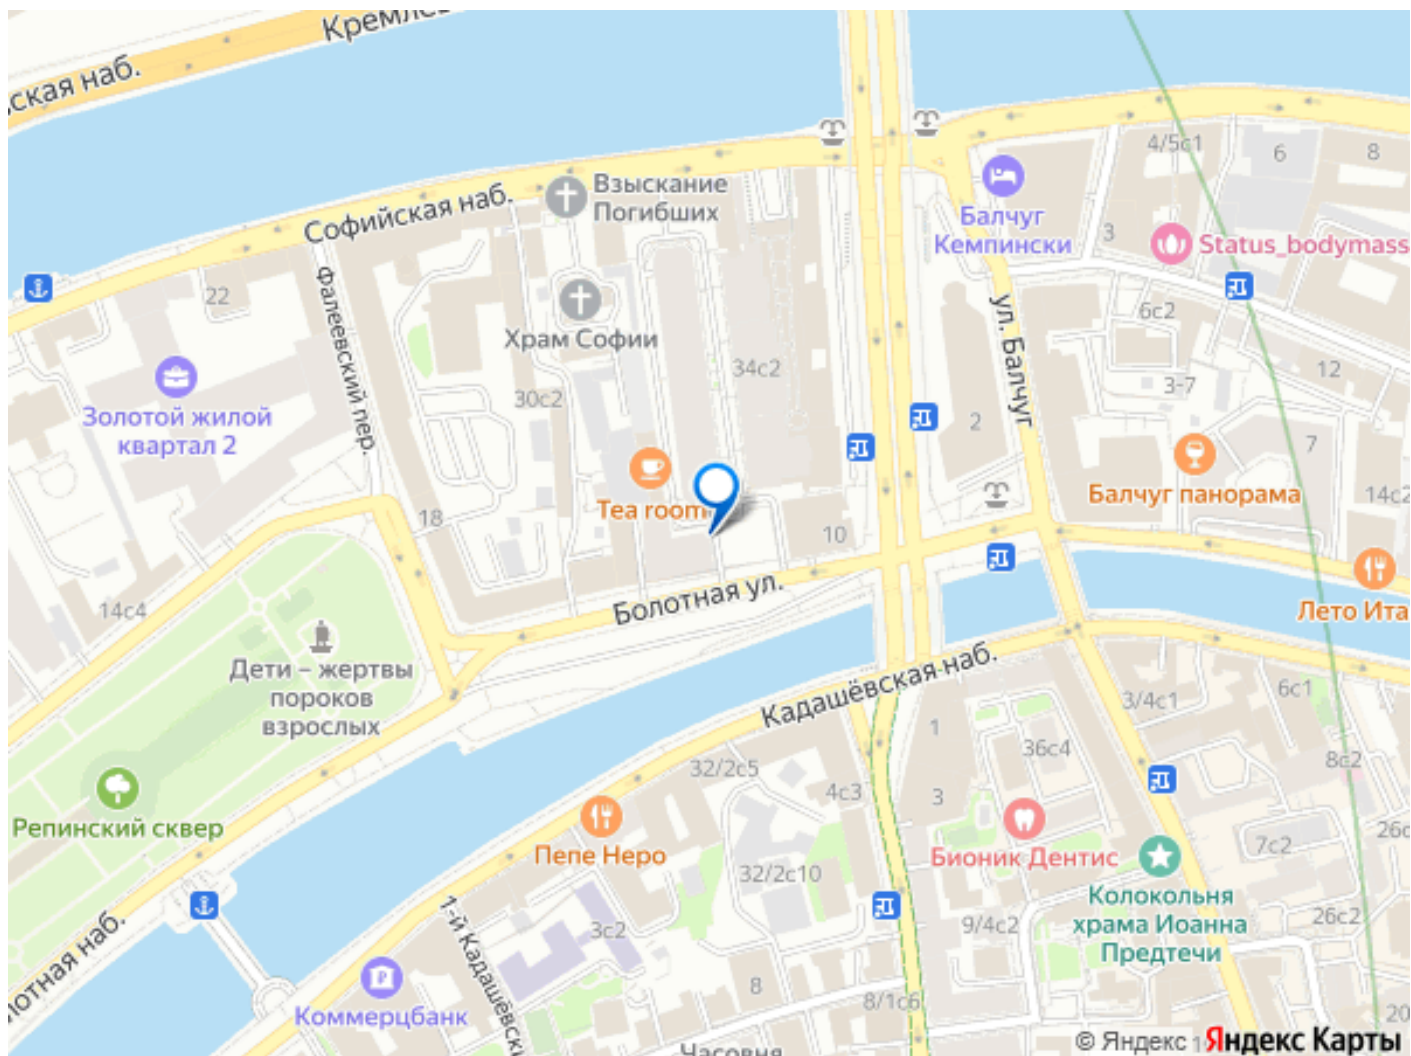 Кремлёв
ская наб.
4/5с1
6
8
Взыскание
Погибших
Софийская наб.
Балчуг
Кемпински
3
Status_bodymass
22
Фалеевский пер.
Храм Софии
ул. Балчуг
6с2
34с2
12
3-7
30с2
Золотой жилой
квартал 2
2
7
Балчуг панорама
14с2
Tea room
18
10
Болотная ул.
14с4
Лето Ита
Дети – жертвы
пороков
взрослых
Кадашёвская наб.
3/4с1
6с1
1
36с4
32/2с5
8с2
4с3
3
Репинский сквер
Пепе Неро
Бионик Дентис
7с2
26с
32/2с10
Колокольня
храма Иоанна
Предтечи
1-й Кадашёвски
лотная наб.
3с2
9/4с2
26с2
Коммерцбанк
8
8/1с6
20
Часовня
© Яндекс
Яндекс Карты